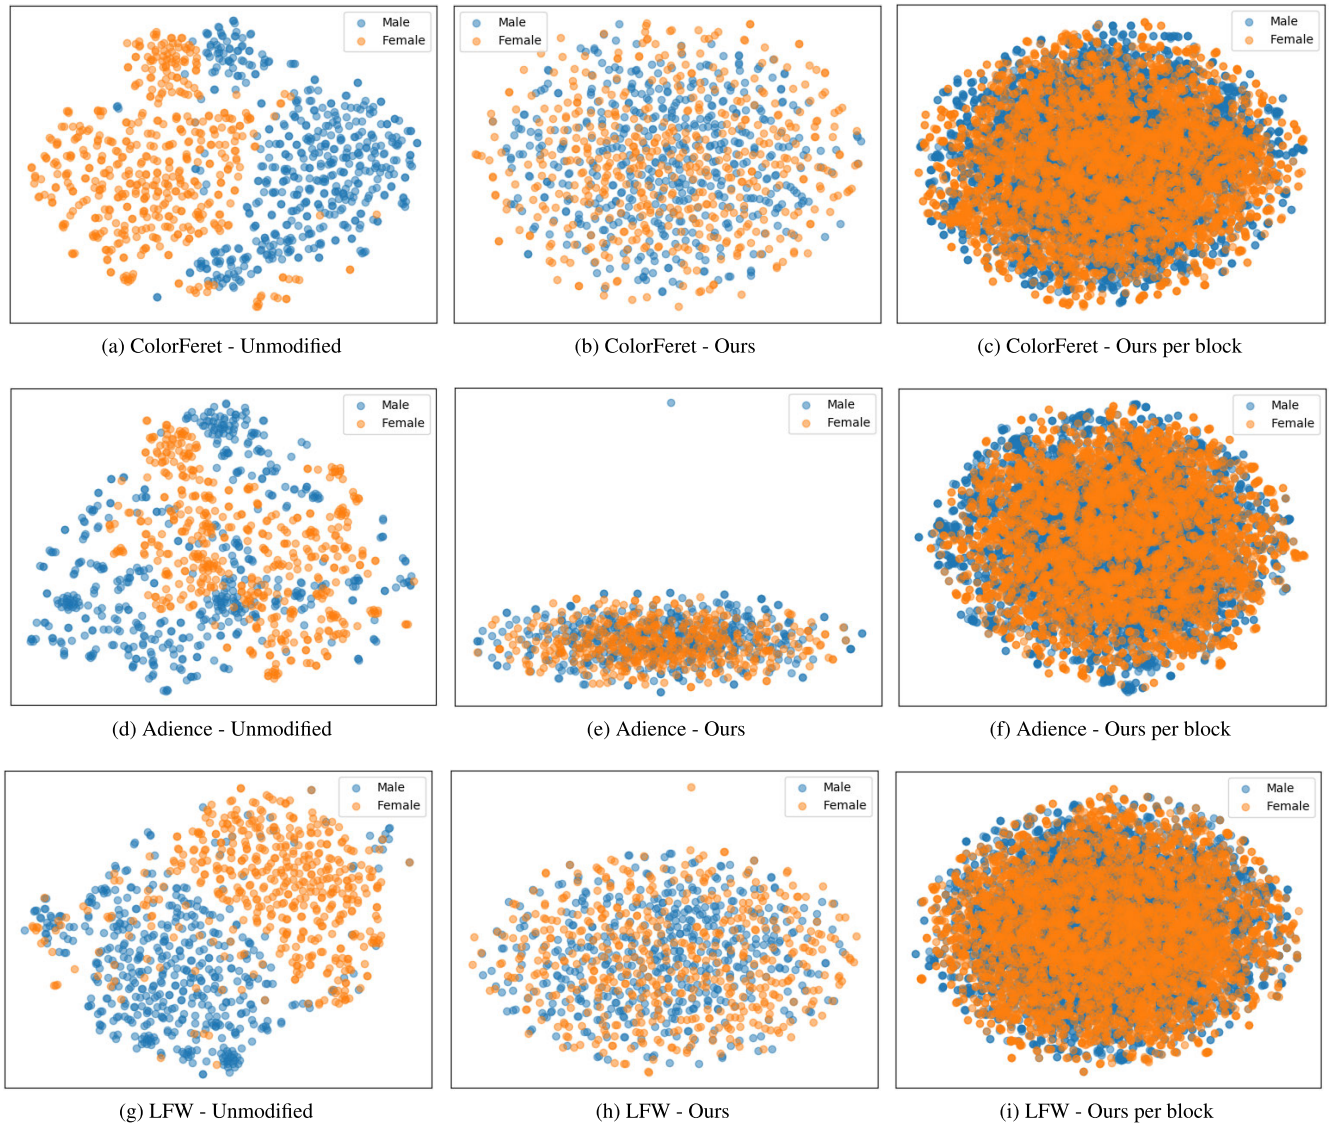 Male
Female
Male
Female
Male
Female
(a) ColorFeret - Unmodified
(b) ColorFeret - Ours
(c) ColorFeret - Ours per block
Male
Female
Male
Female
Male
Female
(d) Adience - Unmodified
(e) Adience - Ours
(f) Adience - Ours per block
Male
Female
Male
Female
Male
Female
(g) LFW - Unmodified
(h) LFW - Ours
(i) LFW - Ours per block